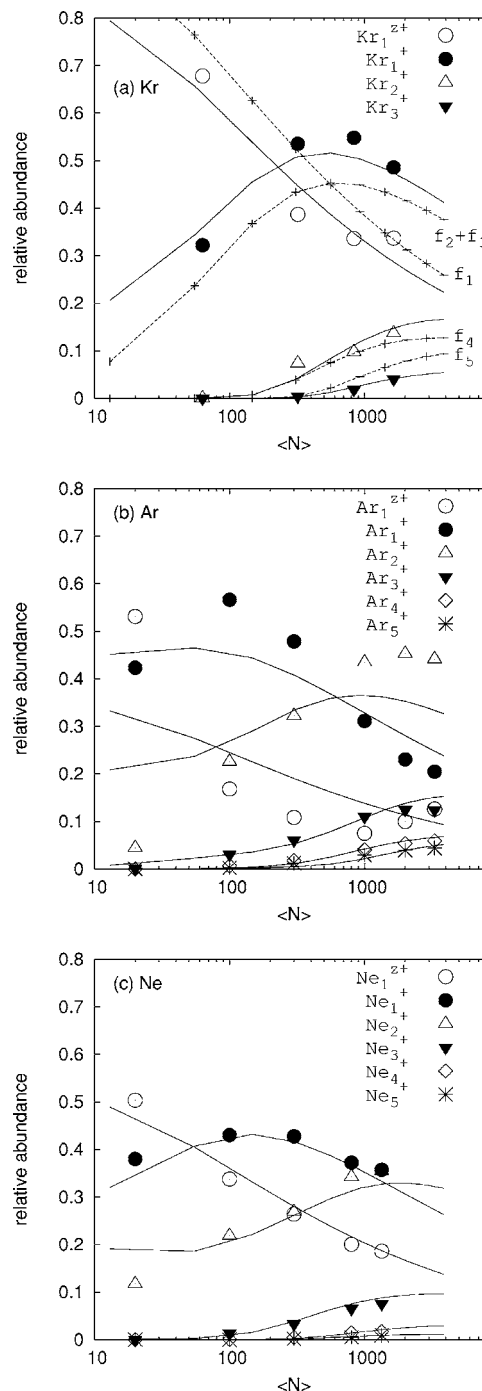 0.8
0.7
0.6
0.5
0.4
0.3
0.2
0.1
0
relative abundance
(a) Kr
Kr₁ᶻ⁺
Kr₁⁺
Kr₂⁺
Kr₃⁺
f₂+f₃
f₁
f₄
f₅
10 100 1000
<N>
0.8
0.7
0.6
0.5
0.4
0.3
0.2
0.1
0
relative abundance
(b) Ar
Ar₁ᶻ⁺
Ar₁⁺
Ar₂⁺
Ar₃⁺
Ar₄⁺
Ar₅⁺
10 100 1000
<N>
0.8
0.7
0.6
0.5
0.4
0.3
0.2
0.1
0
relative abundance
(c) Ne
Ne₁ᶻ⁺
Ne₁⁺
Ne₂⁺
Ne₃⁺
Ne₄⁺
Ne₅⁺
10 100 1000
<N>